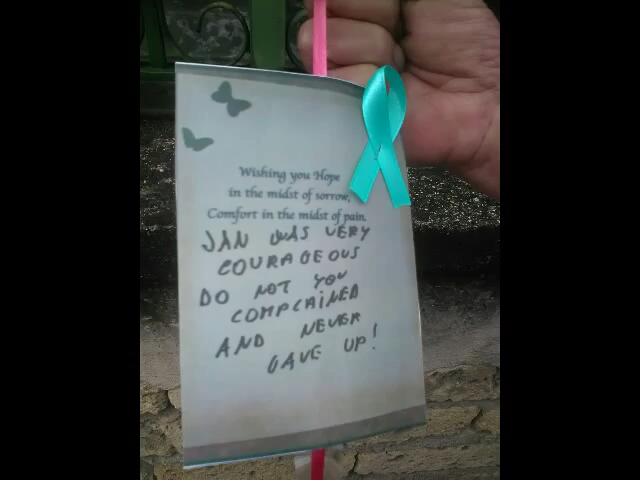 Wishing you Hope
in the midst of sorrow,
Comfort in the midst of pain.
JAN WAS VERY
COURAGEOUS
DO NOT YOU
COMPLAINED
AND NEVER
GAVE UP!